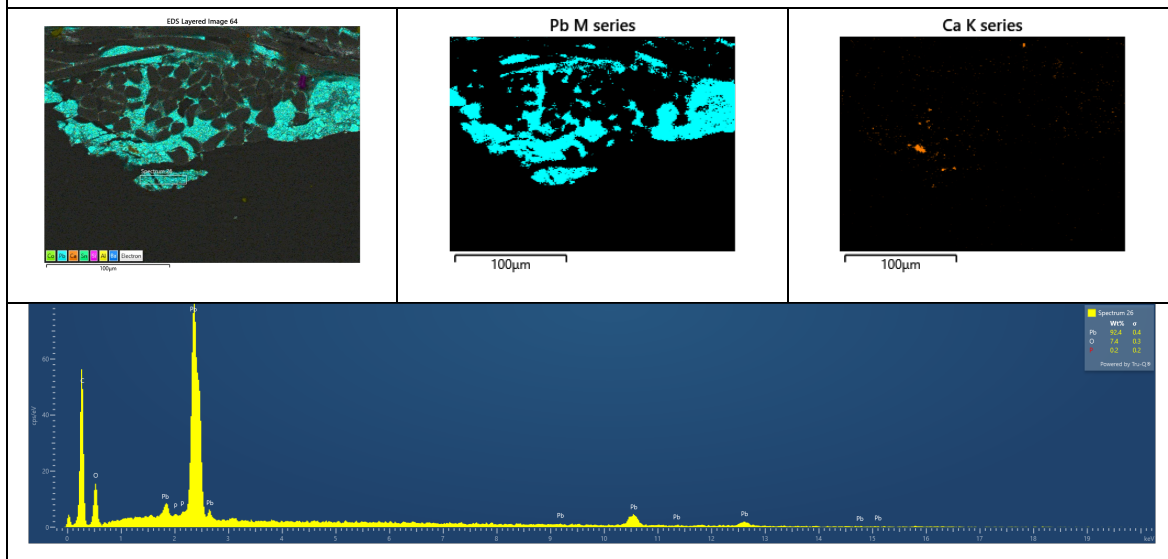 EDS Layered Image 64
Spectrum 26
Co Pb Ca Sn Si Al Electron
100µm
Pb M series
100µm
Ca K series
100µm
Spectrum 26
Wt% σ
Pb 92.4 0.4
O 7.4 0.3
P 0.2 0.2
Powered by Tru-Q®
cps/eV
60
40
20
0
C
O
Pb
P
P
Pb
Pb
Pb
Pb
Pb
Pb
Pb
Pb
0 1 2 3 4 5 6 7 8 9 10 11 12 13 14 15 16 17 18 19 keV